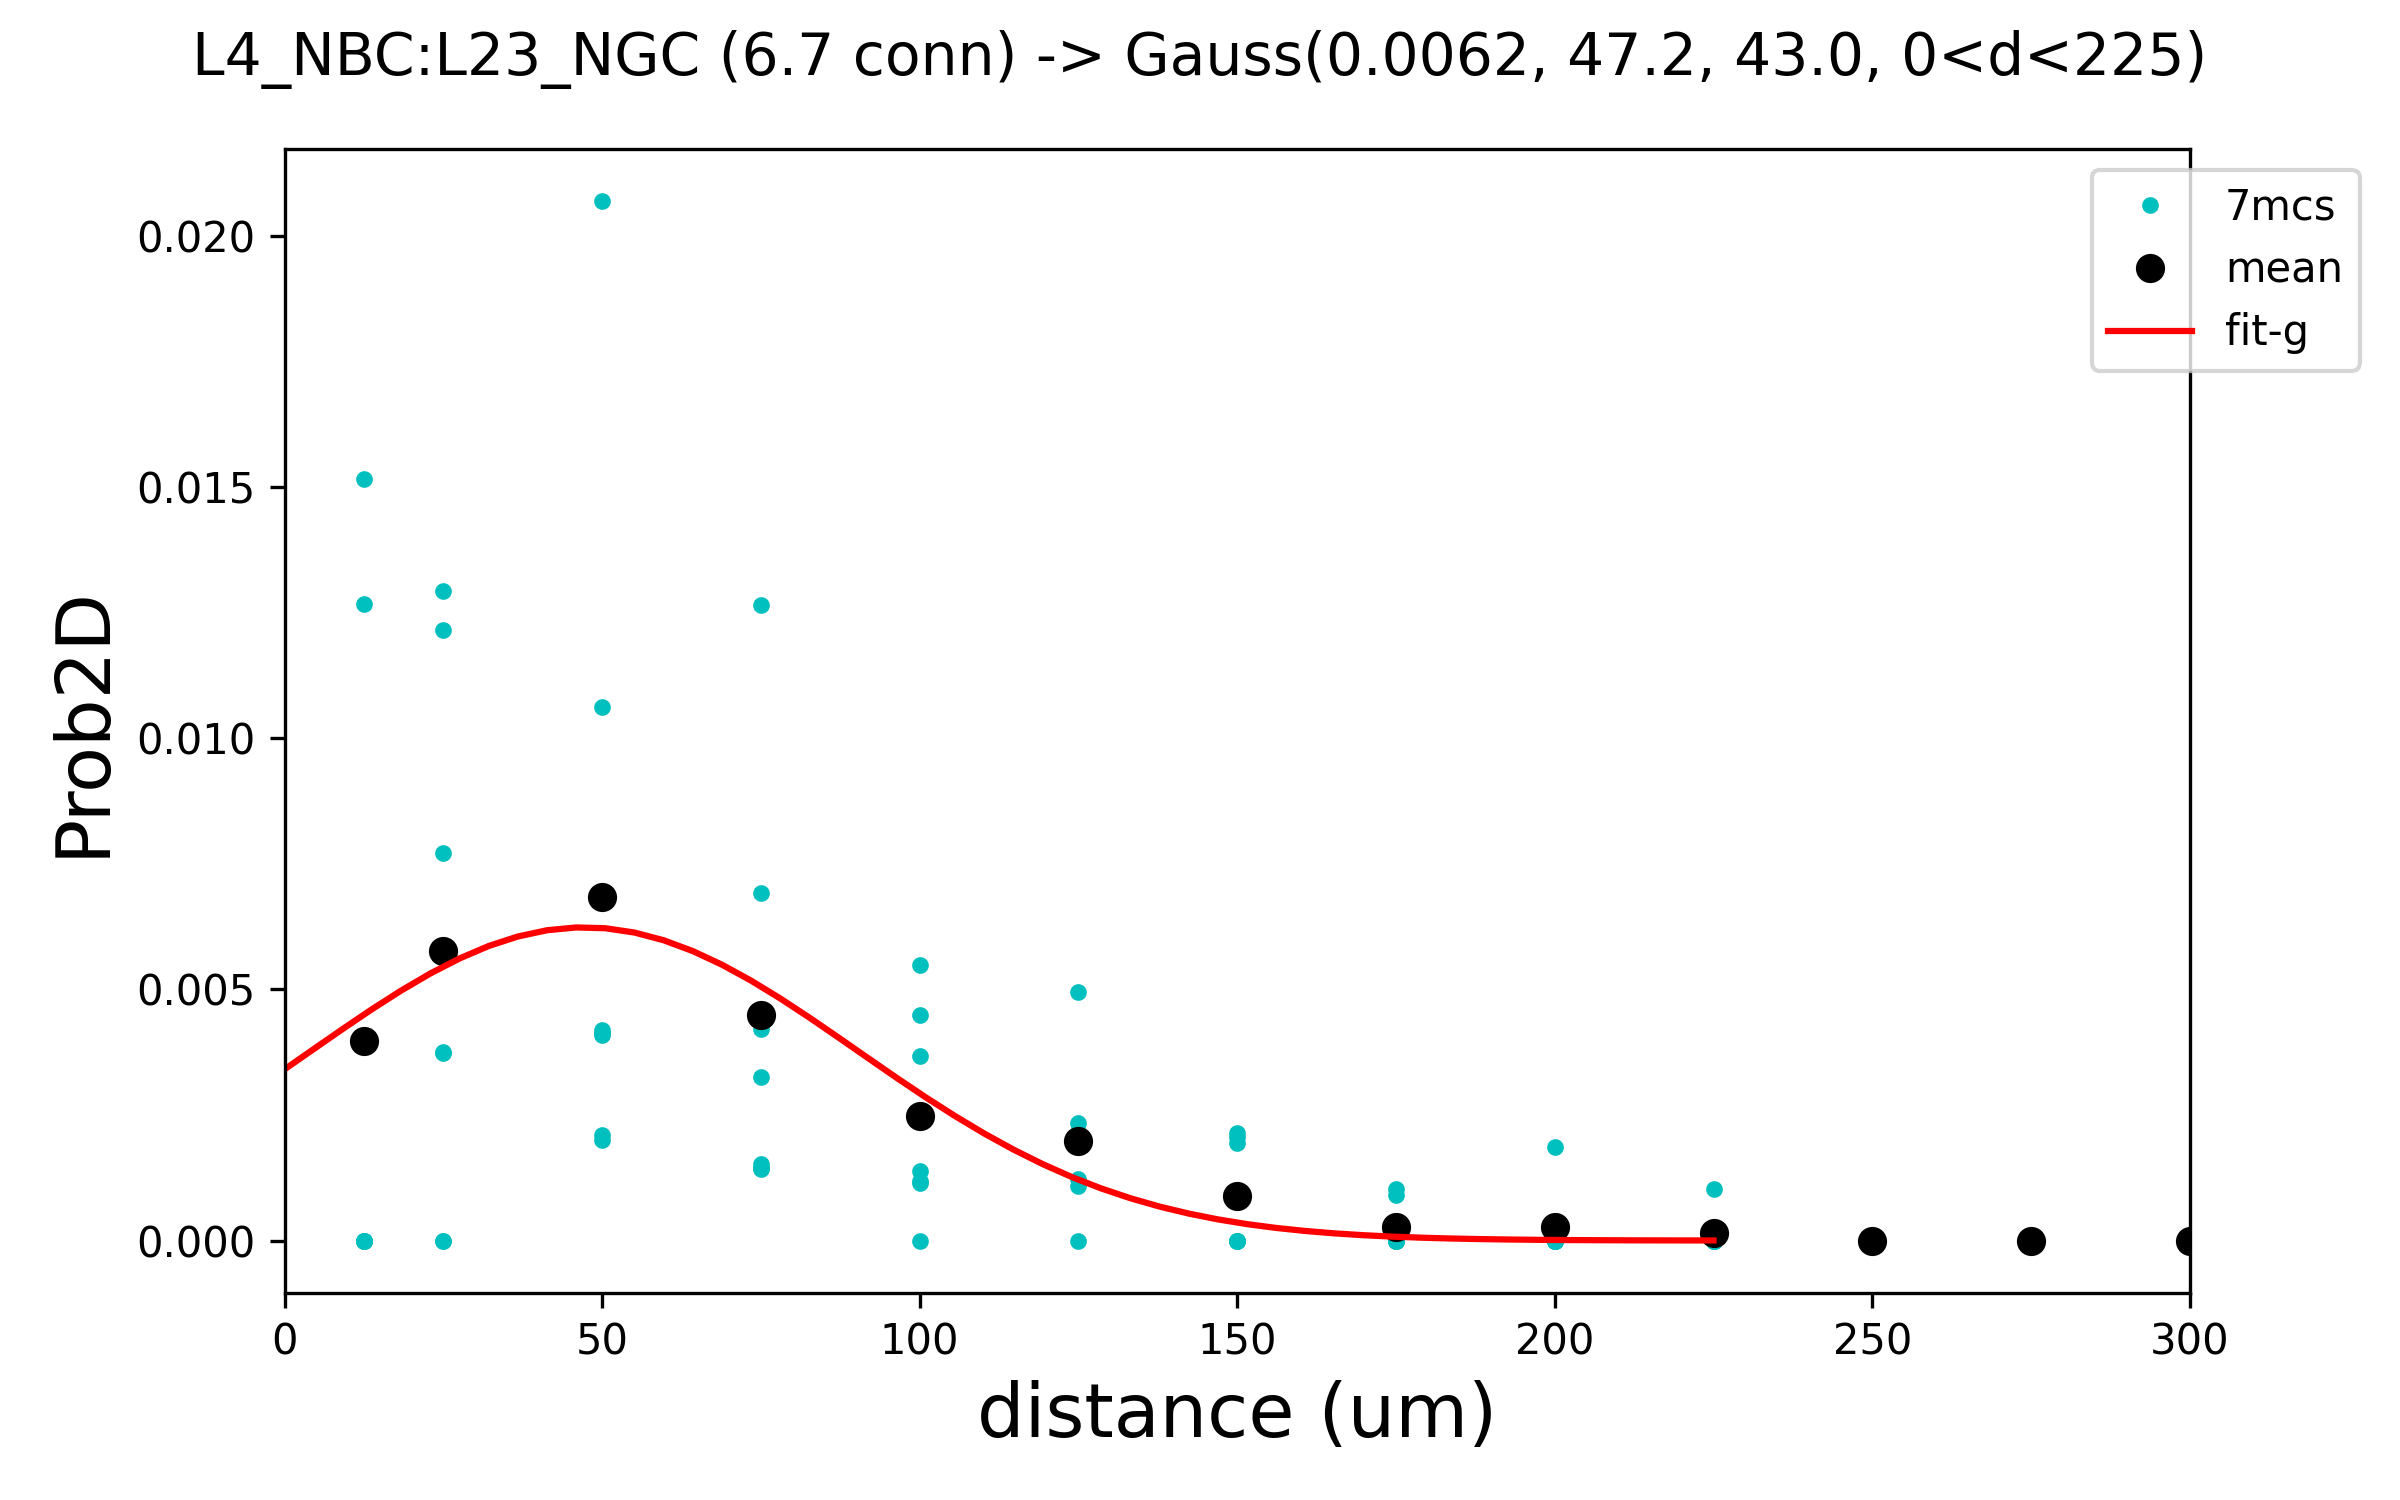 L4_NBC:L23_NGC (6.7 conn) -> Gauss(0.0062, 47.2, 43.0, 0<d<225)
7mcs
mean
fit-g
0.020
0.015
0.010
0.005
0.000
Prob2D
0 50 100 150 200 250 300
distance (um)